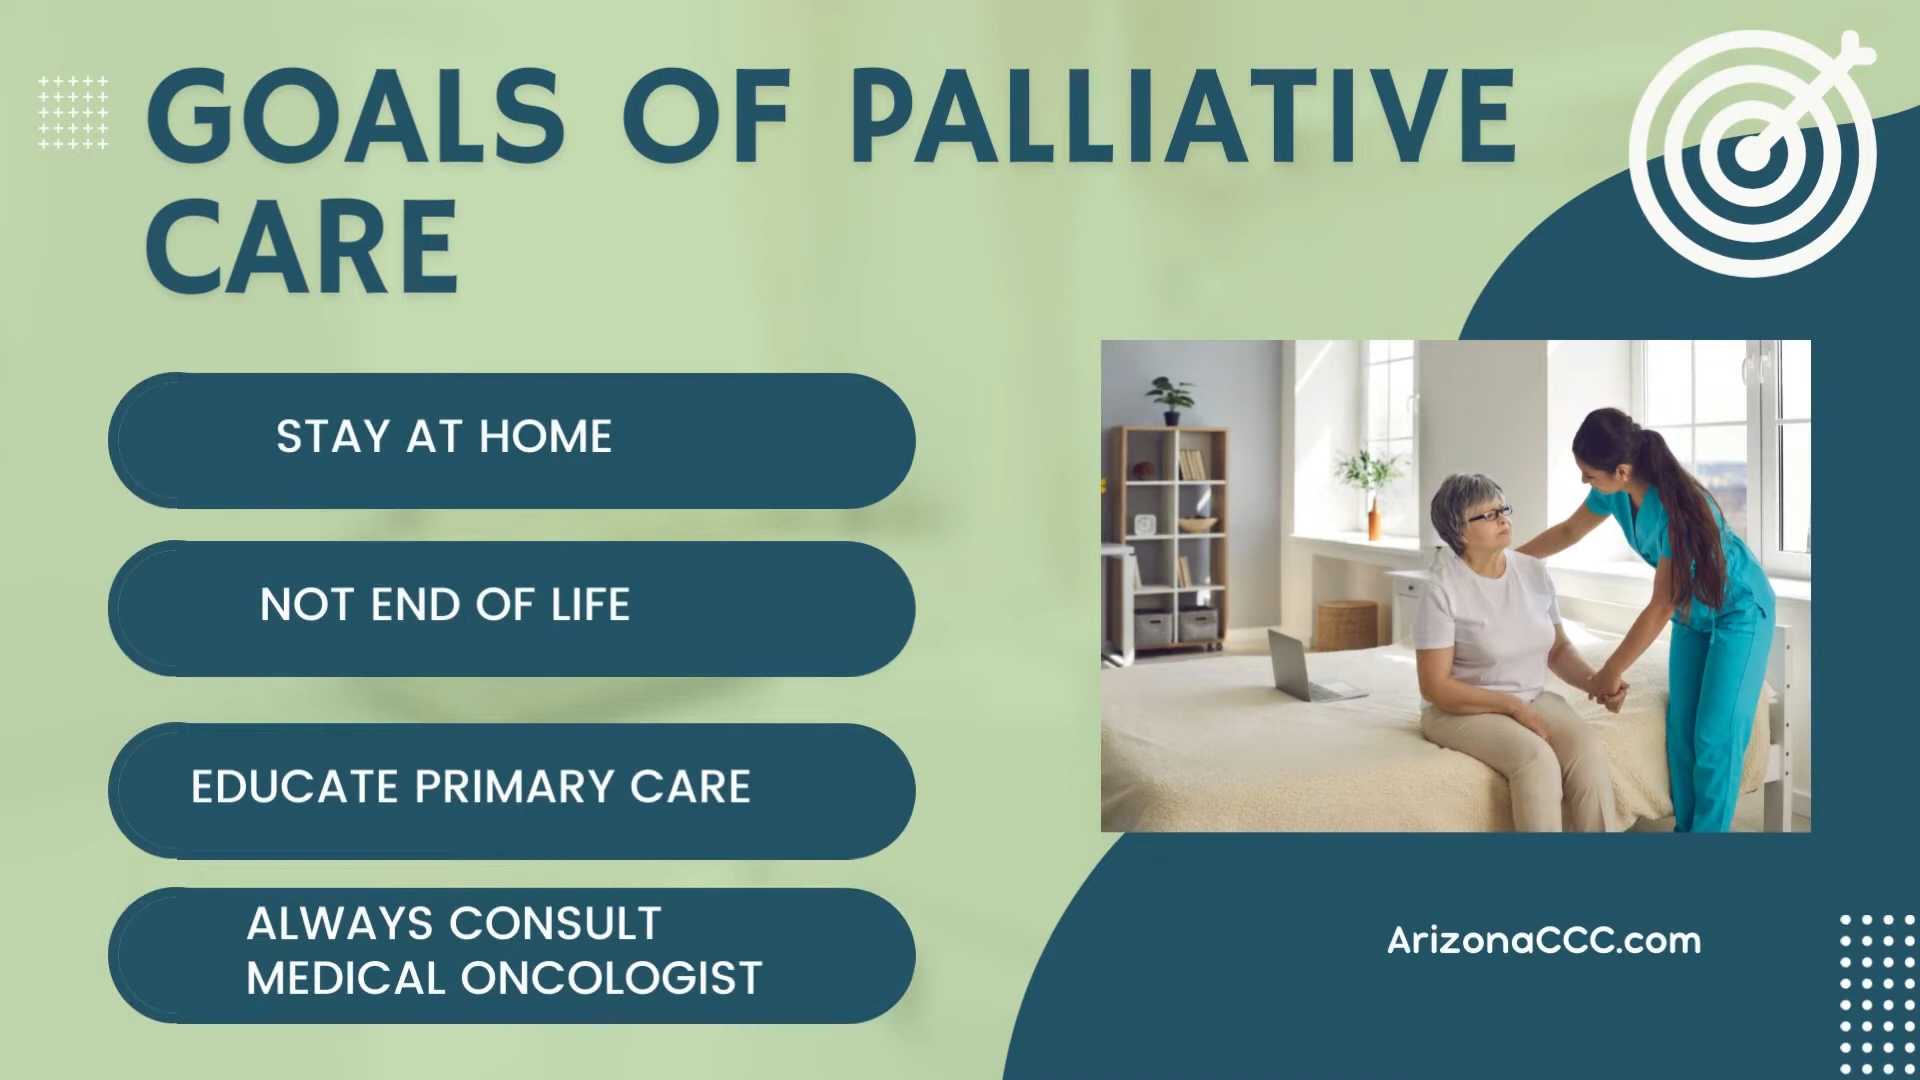 GOALS OF PALLIATIVE
CARE
STAY AT HOME
NOT END OF LIFE
EDUCATE PRIMARY CARE
ALWAYS CONSULT
MEDICAL ONCOLOGIST
ArizonaCCC.com